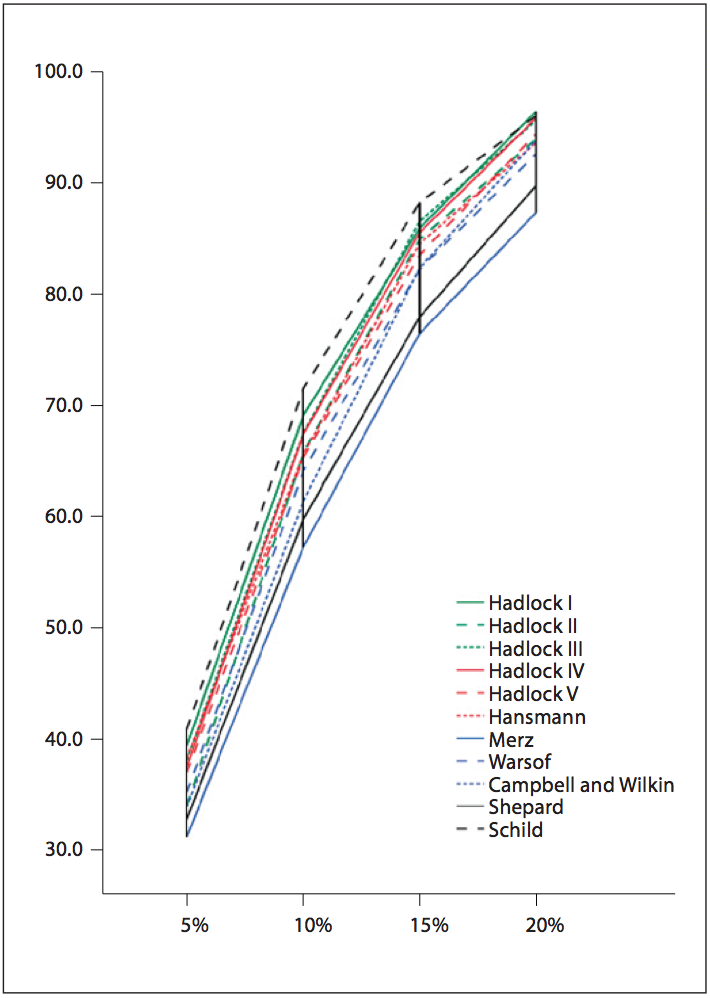 100.0
90.0
80.0
70.0
60.0
50.0
40.0
30.0
Hadlock I
Hadlock II
Hadlock III
Hadlock IV
Hadlock V
Hansmann
Merz
Warsof
Campbell and Wilkin
Shepard
Schild
5%
10%
15%
20%